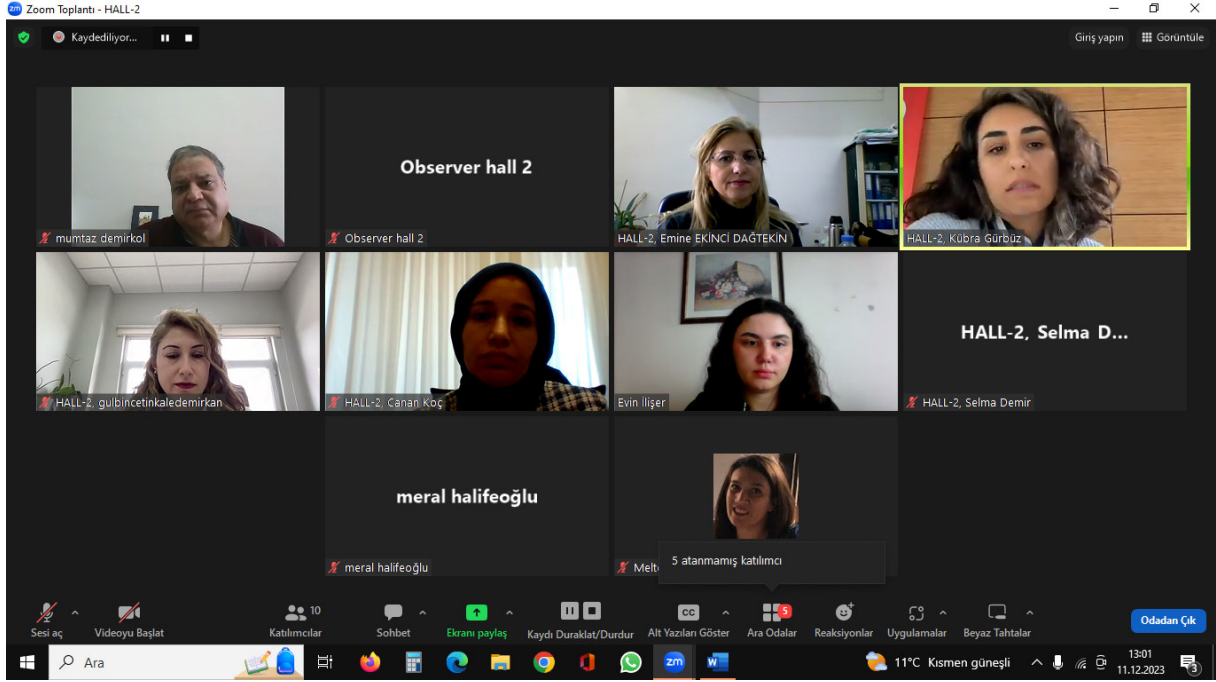 zm Zoom Toplantı - HALL-2
Kaydediliyor...
Giriş yapın
Görüntüle
mumtaz demirkol
Observer hall 2
Observer hall 2
HALL-2, Emine EKİNCİ DAĞTEKİN
HALL-2, Kübra Gürbüz
HALL-2, gulbincetinkaledemirkan
HALL-2, Canan Koç
Evin İlişer
HALL-2, Selma D...
HALL-2, Selma Demir
meral halifeoğlu
meral halifeoğlu
5 atanmamış katılımcı
Sesi aç
Videoyu Başlat
10
Katılımcılar
Sohbet
Ekranı paylaş
Kaydı Duraklat/Durdur
CC
Alt Yazıları Göster
5
Ara Odalar
Reaksiyonlar
Uygulamalar
Beyaz Tahtalar
Odadan Çık
Ara
zm
W
11°C Kısmen güneşli
13:01
11.12.2023
3